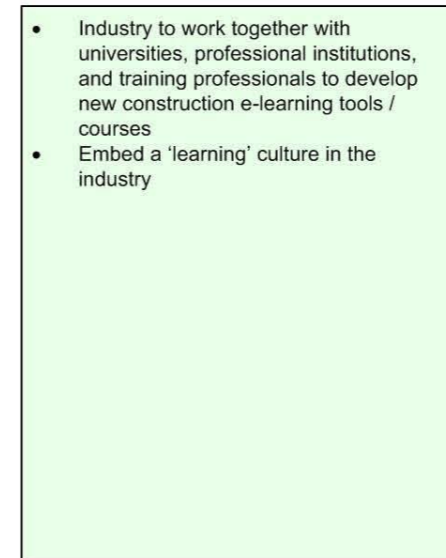 • Industry to work together with
universities, professional institutions,
and training professionals to develop
new construction e-learning tools /
courses
• Embed a ‘learning’ culture in the
industry